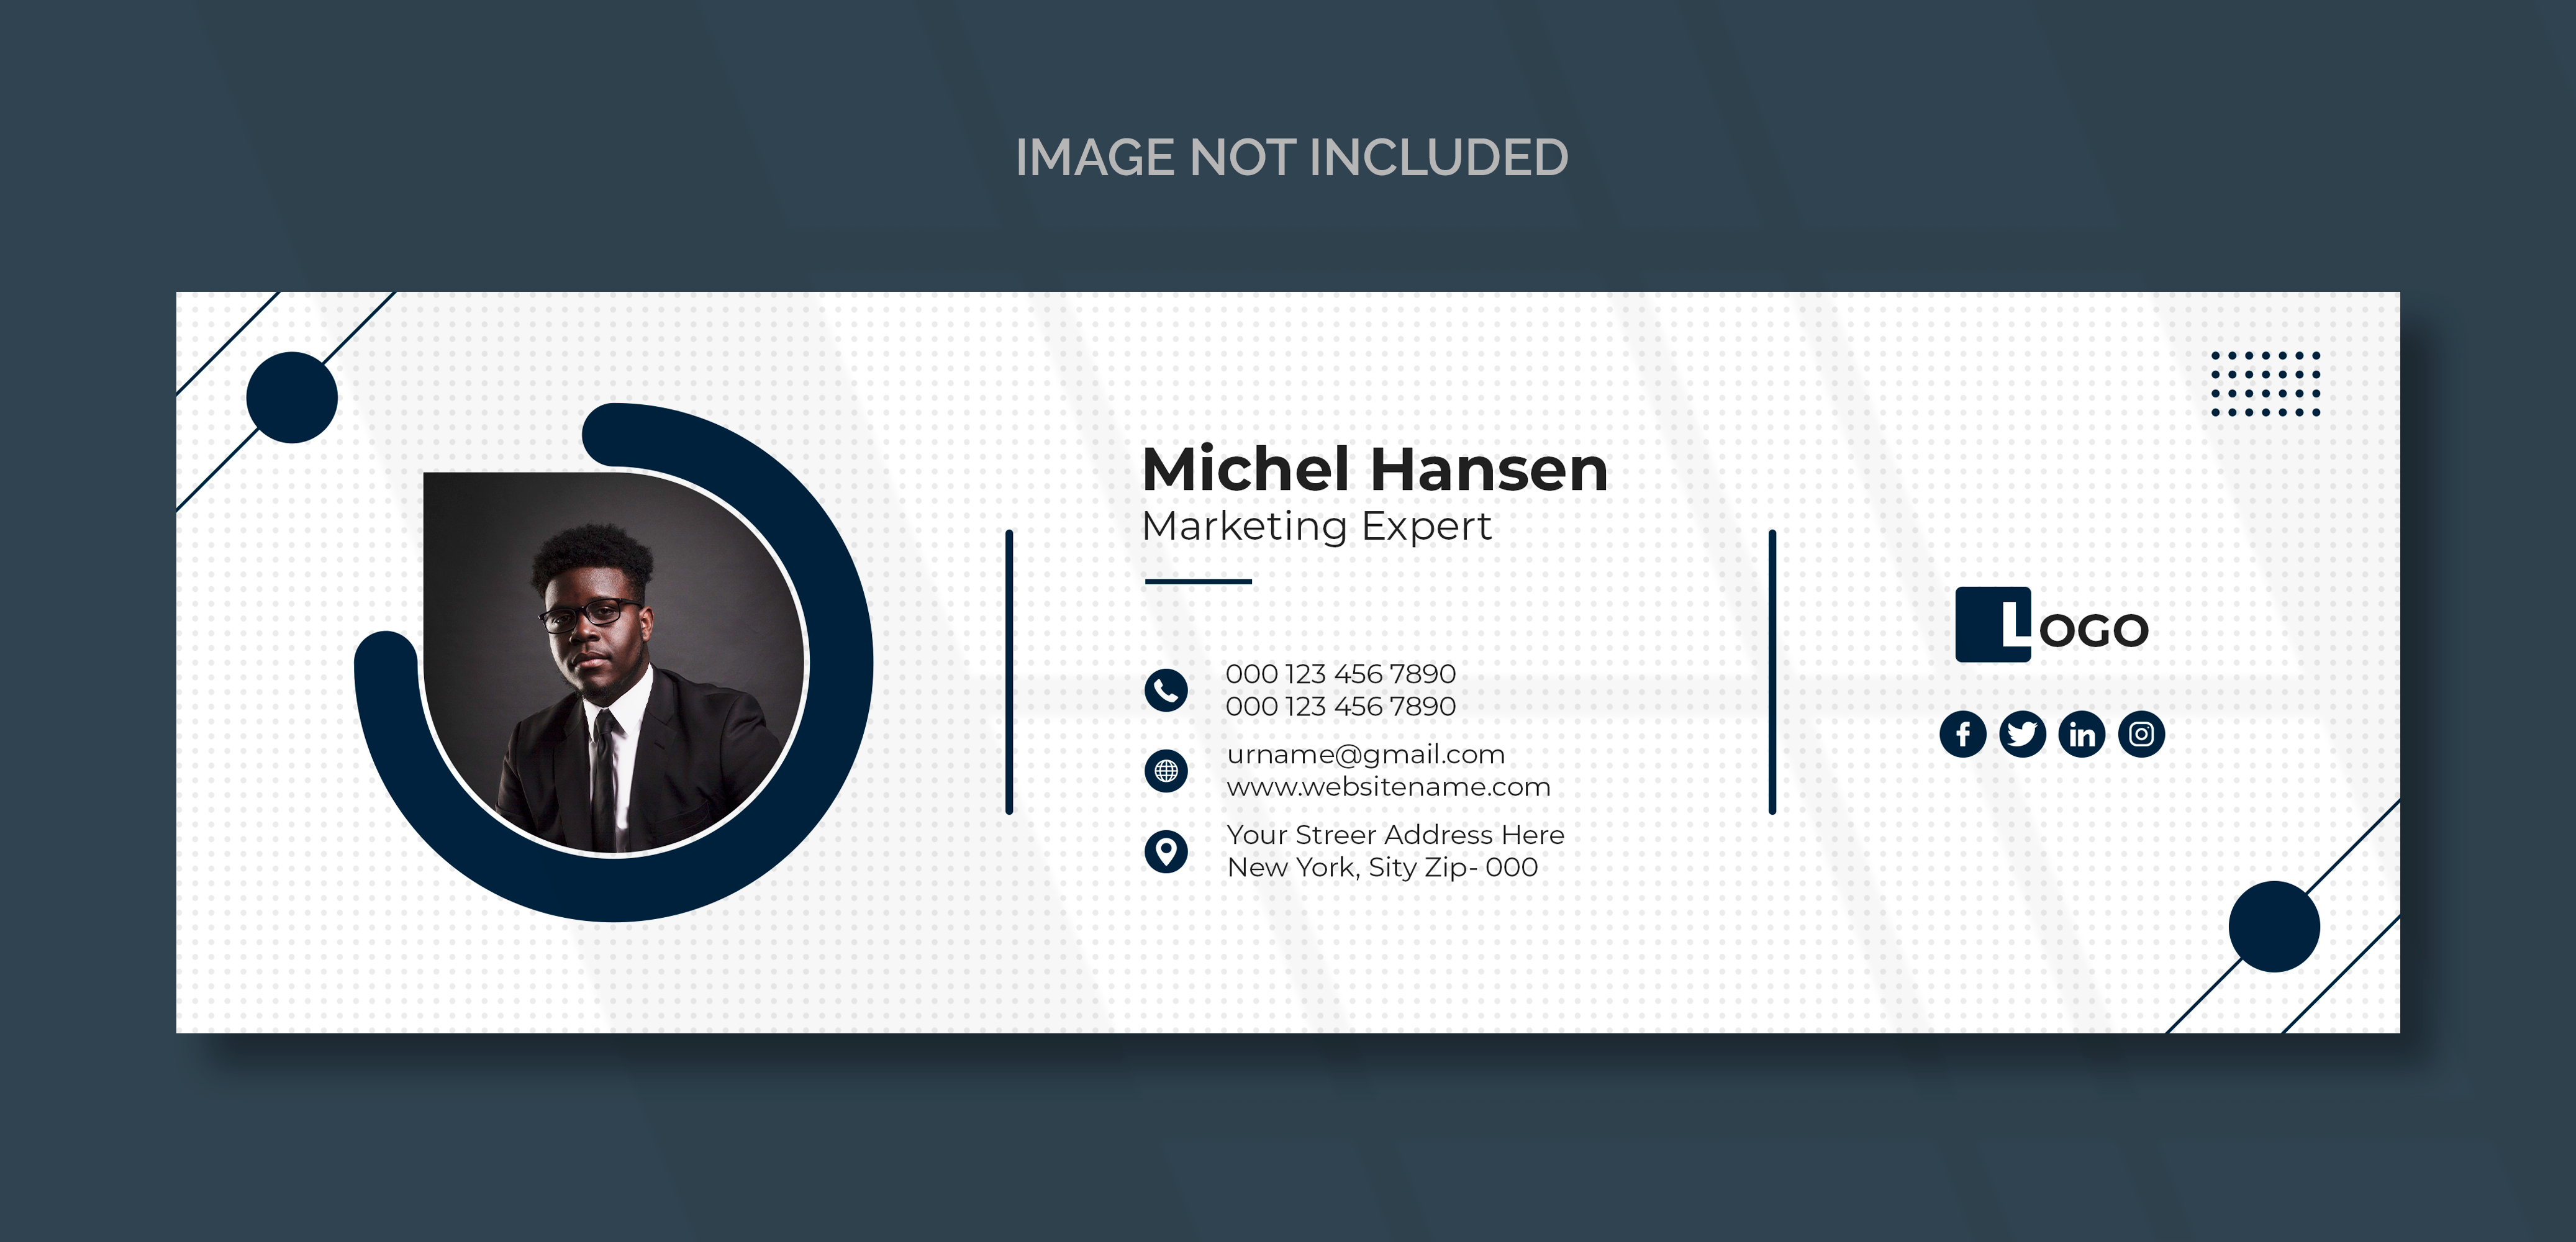 IMAGE NOT INCLUDED
Michel Hansen
Marketing Expert
000 123 456 7890
000 123 456 7890
urname@gmail.com
www.websitename.com
Your Streer Address Here
New York, Sity Zip- 000
LOGO
f
in